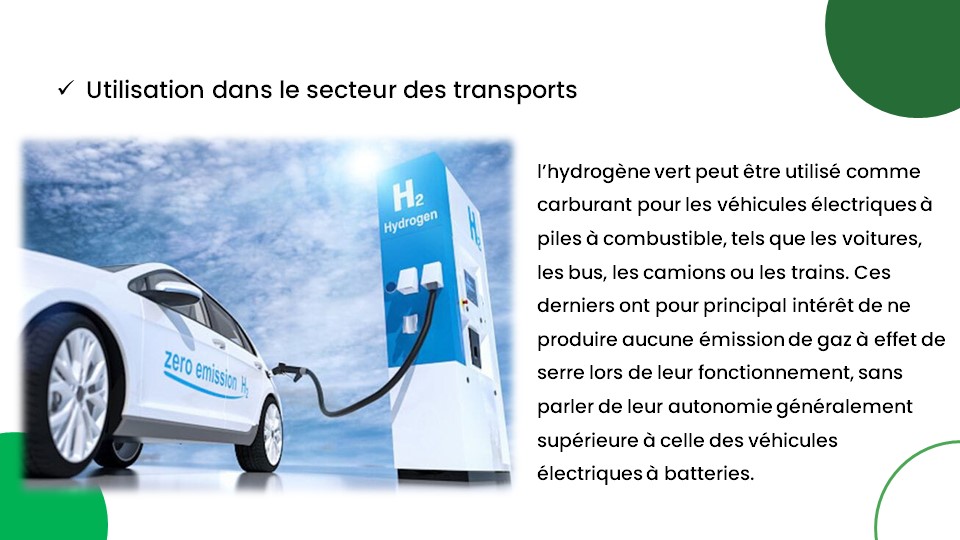 ✓ Utilisation dans le secteur des transports
H₂
Hydrogen
H₂
zero emission H₂
l'hydrogène vert peut être utilisé comme
carburant pour les véhicules électriques à
piles à combustible, tels que les voitures,
les bus, les camions ou les trains. Ces
derniers ont pour principal intérêt de ne
produire aucune émission de gaz à effet de
serre lors de leur fonctionnement, sans
parler de leur autonomie généralement
supérieure à celle des véhicules
électriques à batteries.